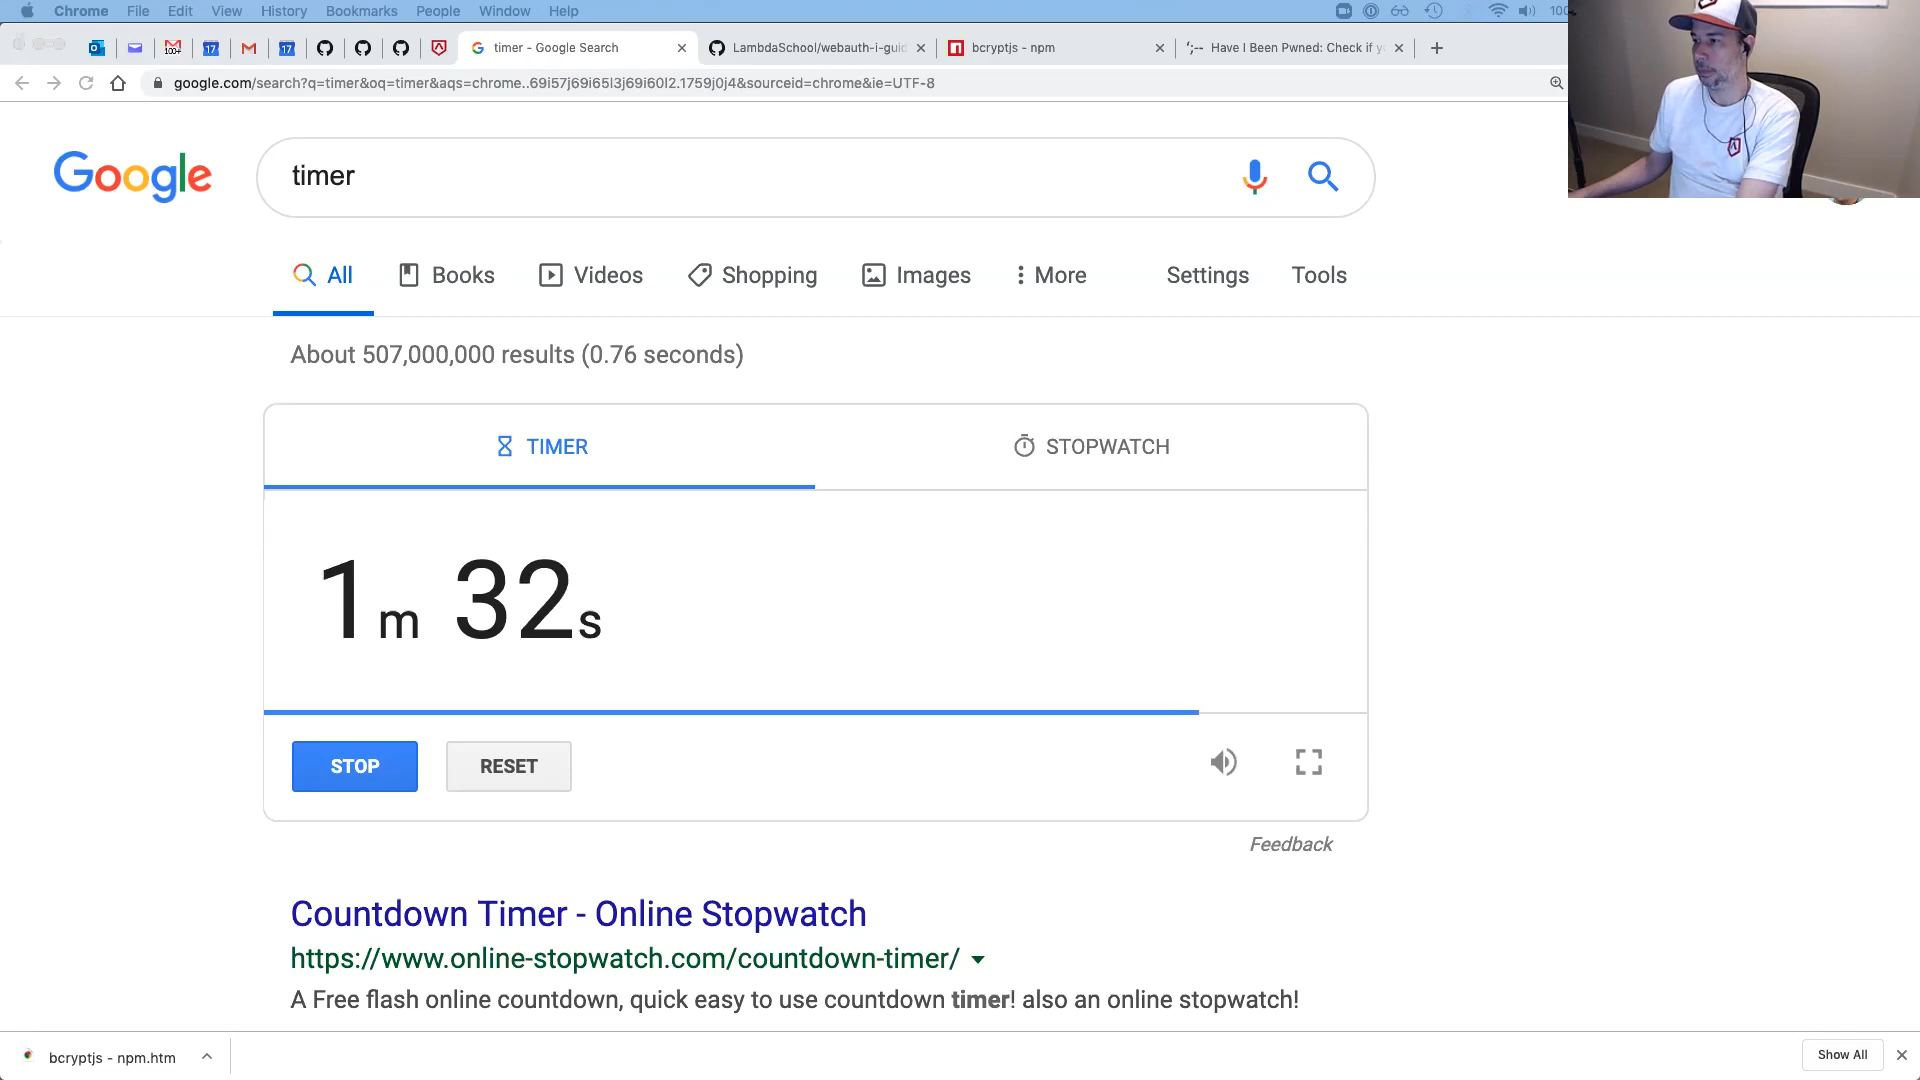 Chrome File Edit View History Bookmarks People Window Help 100
100+ 17 17 timer - Google Search LambdaSchool/webauth-i-guid bcryptjs - npm ';-- Have I Been Pwned: Check if y
google.com/search?q=timer&oq=timer&aqs=chrome..69i57j69i65l3j69i60l2.1759j0j4&sourceid=chrome&ie=UTF-8
Google timer
All Books Videos Shopping Images More Settings Tools
About 507,000,000 results (0.76 seconds)
TIMER STOPWATCH
1m 32s
STOP RESET
Feedback
Countdown Timer - Online Stopwatch
https://www.online-stopwatch.com/countdown-timer/
A Free flash online countdown, quick easy to use countdown timer! also an online stopwatch!
bcryptjs - npm.htm Show All